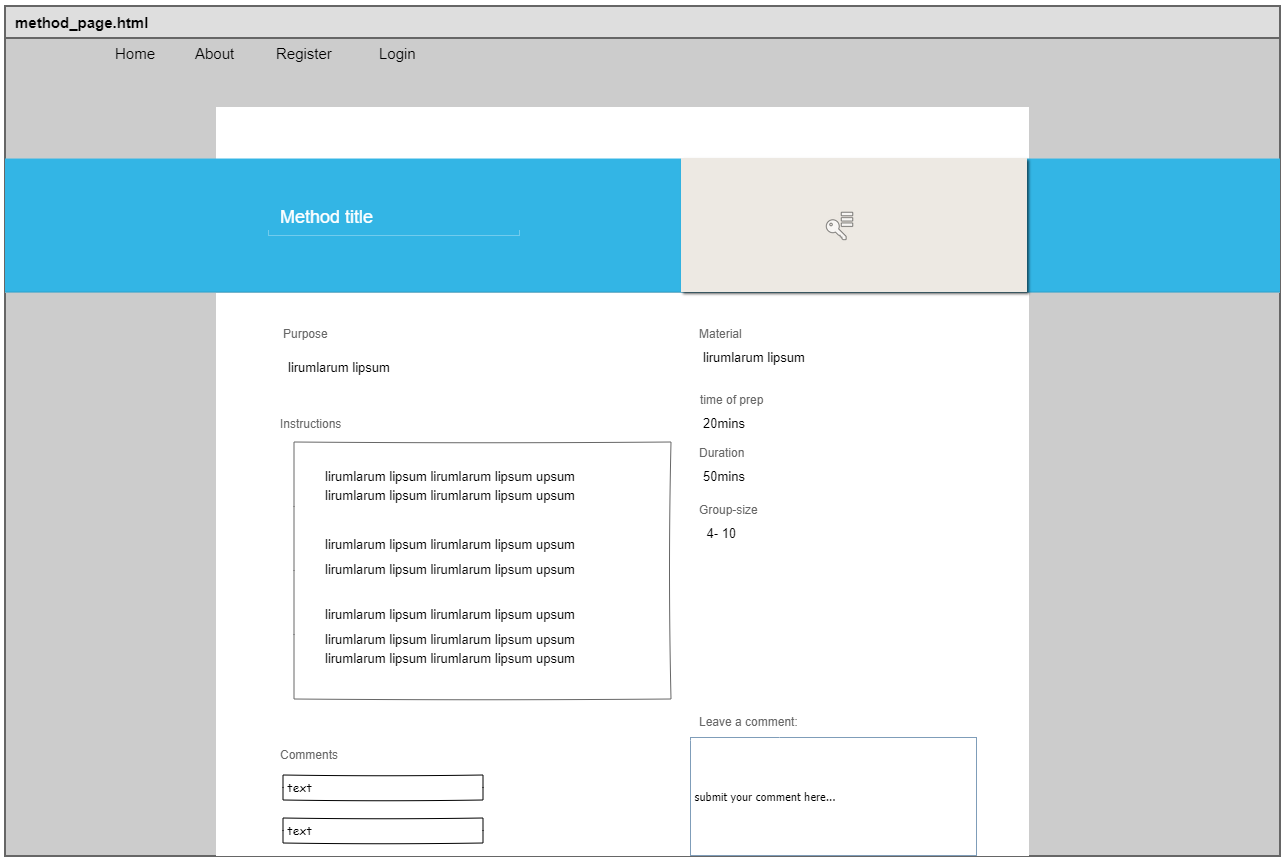 method_page.html
Home About Register Login
Method title
Purpose
lirumlarum lipsum
Instructions
lirumlarum lipsum lirumlarum lipsum upsum
lirumlarum lipsum lirumlarum lipsum upsum
lirumlarum lipsum lirumlarum lipsum upsum
lirumlarum lipsum lirumlarum lipsum upsum
lirumlarum lipsum lirumlarum lipsum upsum
lirumlarum lipsum lirumlarum lipsum upsum
lirumlarum lipsum lirumlarum lipsum upsum
Comments
text
text
Material
lirumlarum lipsum
time of prep
20mins
Duration
50mins
Group-size
4- 10
Leave a comment:
submit your comment here...